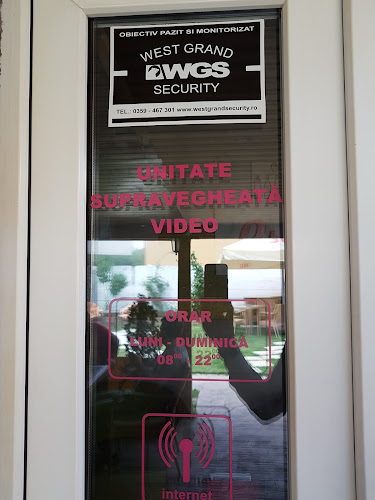 OBIECTIV PAZIT SI MONITORIZAT
WEST GRAND
WGS
SECURITY
TEL.: 0359 - 467 301 www.westgrandsecurity.ro
UNITATE
SUPRAVEGHEATĂ
VIDEO
ORAR
LUNI - DUMINICĂ
08⁰⁰ 22⁰⁰
internet